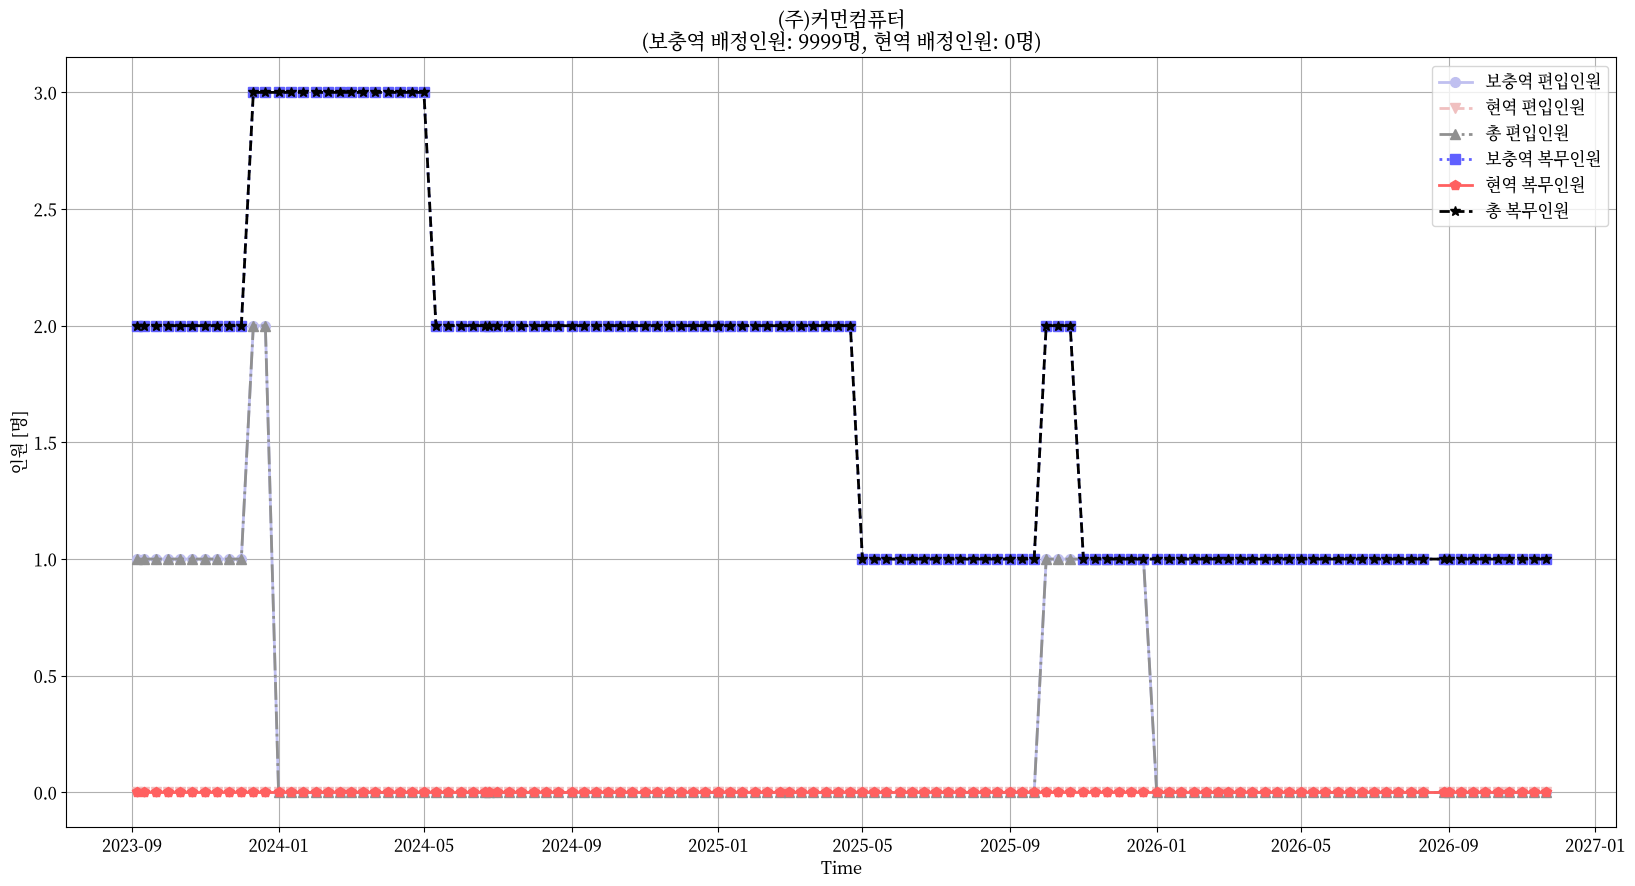 (주)커먼컴퓨터
(보충역 배정인원: 9999명, 현역 배정인원: 0명)
보충역 편입인원
현역 편입인원
총 편입인원
보충역 복무인원
현역 복무인원
총 복무인원
인원 [명]
3.0
2.5
2.0
1.5
1.0
0.5
0.0
2023-09 2024-01 2024-05 2024-09 2025-01 2025-05 2025-09 2026-01 2026-05 2026-09 2027-01
Time